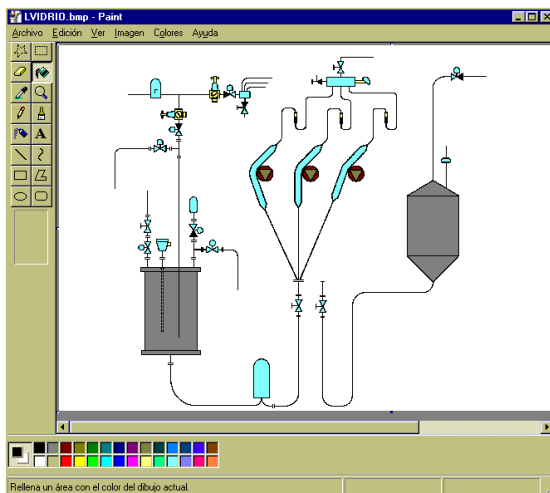 LVIDRIO.bmp - Paint
Archivo Edición Ver Imagen Colores Ayuda
A
Rellena un área con el color del dibujo actual.